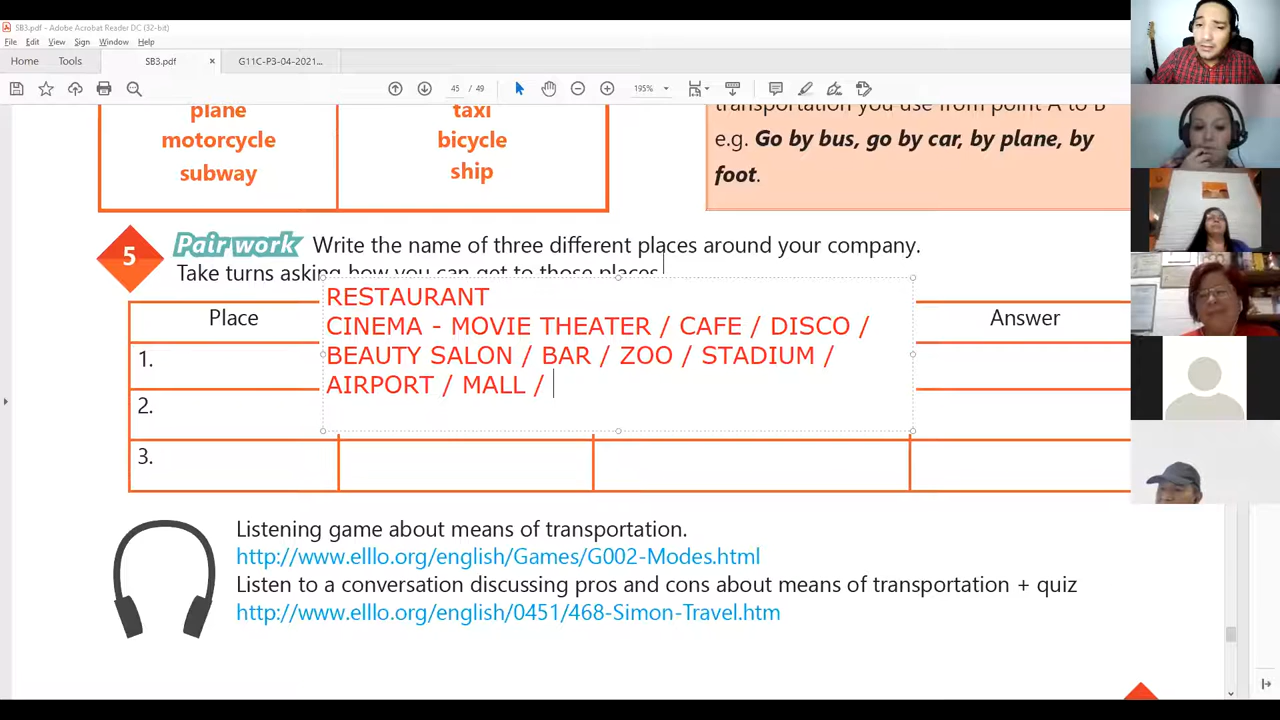 SB3.pdf - Adobe Acrobat Reader DC (32-bit)
File Edit View Sign Window Help
Home Tools SB3.pdf × G11C-P3-04-2021...
45 / 49 195%
plane taxi
motorcycle bicycle
subway ship
transportation you use from point A to B
e.g. Go by bus, go by car, by plane, by
foot.
5 Pair work Write the name of three different places around your company.
Take turns asking how you can get to those places.
RESTAURANT
CINEMA - MOVIE THEATER / CAFE / DISCO /
BEAUTY SALON / BAR / ZOO / STADIUM /
AIRPORT / MALL /
Place Answer
1.
2.
3.
Listening game about means of transportation.
http://www.elllo.org/english/Games/G002-Modes.html
Listen to a conversation discussing pros and cons about means of transportation + quiz
http://www.elllo.org/english/0451/468-Simon-Travel.htm